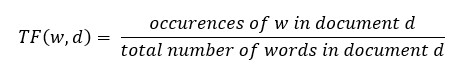 TF(w, d) = occurences of w in document d / total number of words in document d